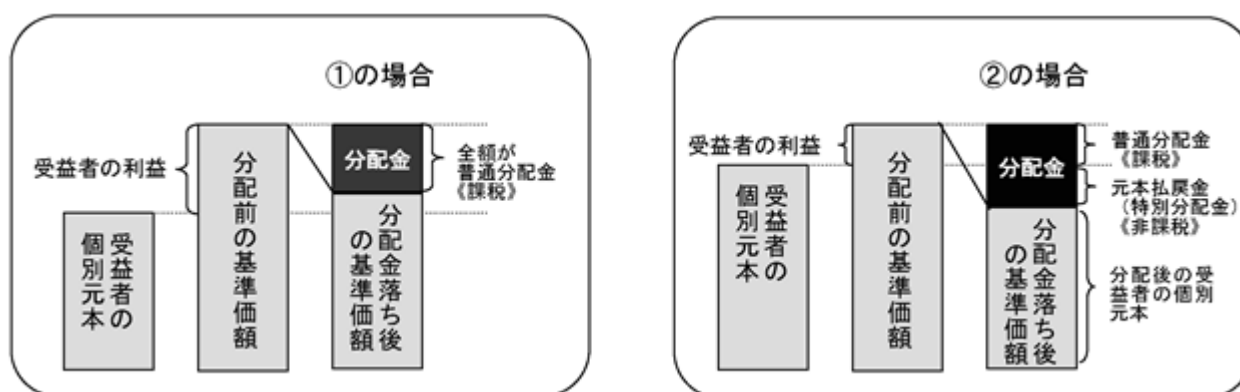 ①の場合
受益者の利益
分配金
全額が
普通分配金
《課税》
受益者の
個別元本
分配前の基準価額
分配金落ち後
の基準価額
②の場合
受益者の利益
分配金
普通分配金
《課税》
元本払戻金
(特別分配金)
《非課税》
受益者の
個別元本
分配前の基準価額
分配金落ち後
の基準価額
分配後の受
益者の個別
元本